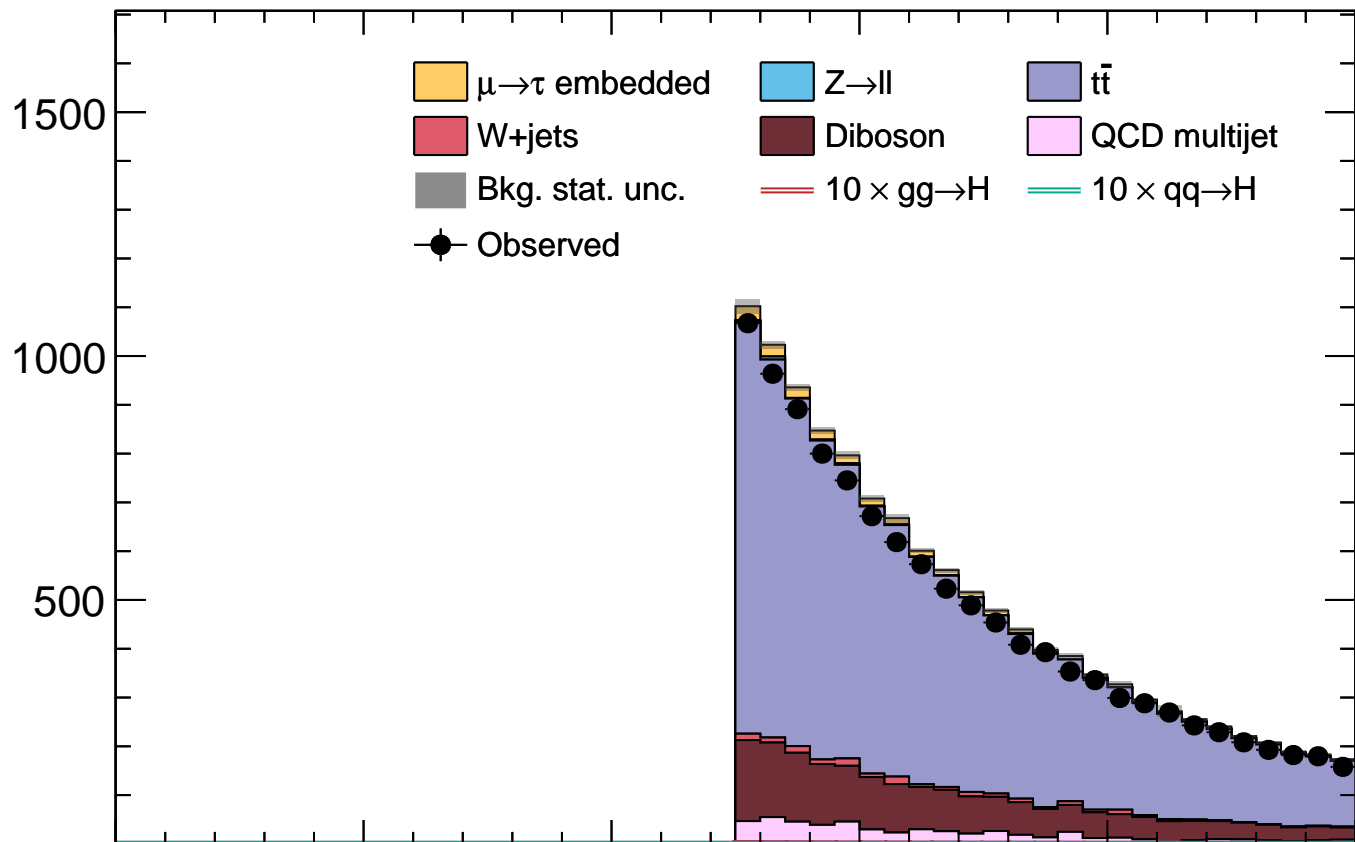 μ→τ embedded Z→ll tt̄
1500
W+jets Diboson QCD multijet
Bkg. stat. unc. 10 × gg→H 10 × qq→H
Observed
1000
500